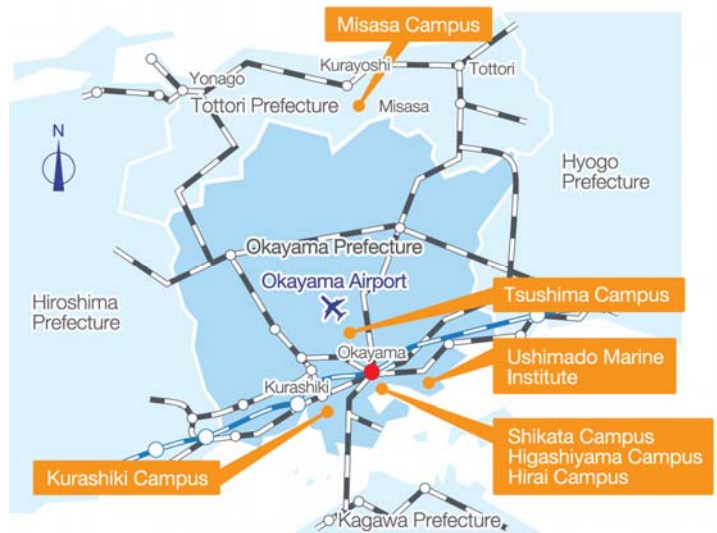 Misasa Campus
Kurayoshi
Tottori
Yonago
Tottori Prefecture
Misasa
N
Hyogo
Prefecture
Okayama Prefecture
Okayama Airport
Tsushima Campus
Hiroshima
Prefecture
Okayama
Ushimado Marine
Institute
Kurashiki
Shikata Campus
Higashiyama Campus
Hirai Campus
Kurashiki Campus
Kagawa Prefecture